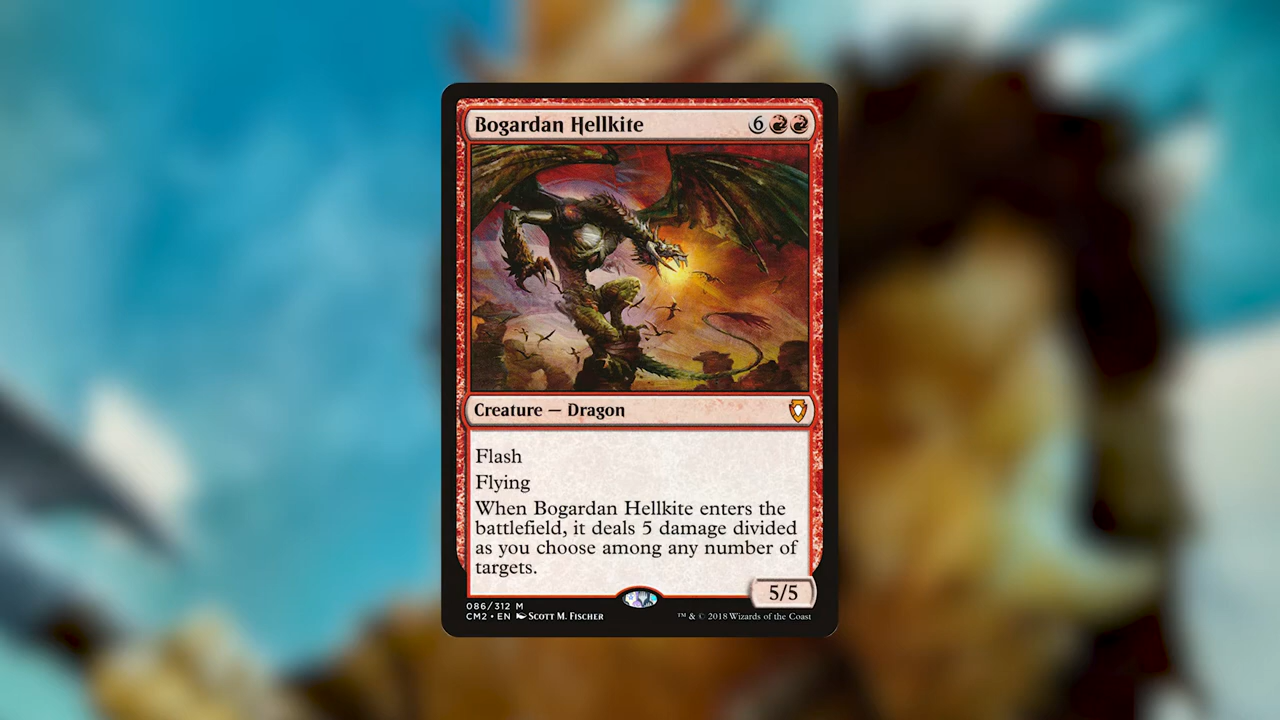 Bogardan Hellkite 6
Creature — Dragon
Flash
Flying
When Bogardan Hellkite enters the
battlefield, it deals 5 damage divided
as you choose among any number of
targets.
5/5
086/312 M
CM2 • EN Scott M. Fischer
™ & © 2018 Wizards of the Coast